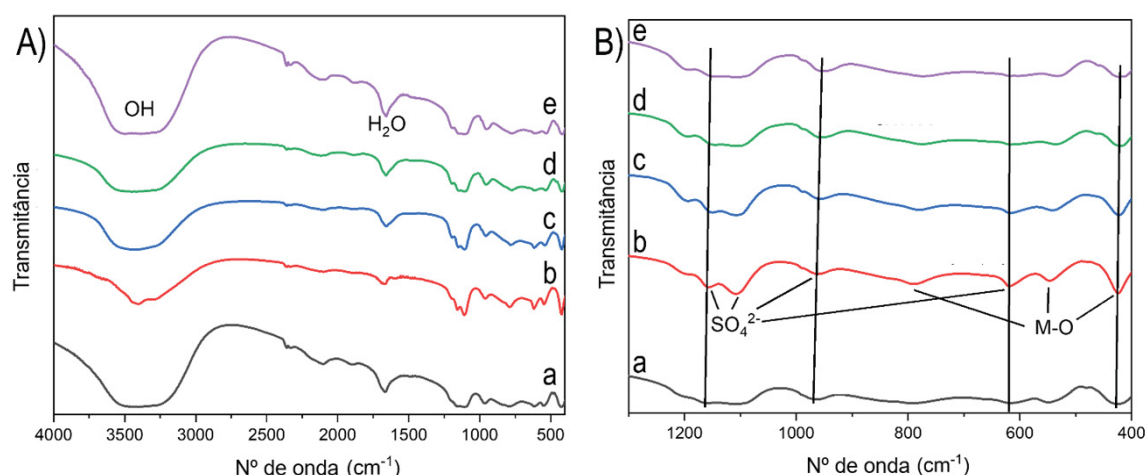 A)
OH
H₂O
e
d
c
b
a
Transmitância
4000 3500 3000 2500 2000 1500 1000 500
Nº de onda (cm⁻¹)
B)
e
d
c
b
a
SO₄²⁻
M-O
Transmitância
1200 1000 800 600 400
Nº de onda (cm⁻¹)